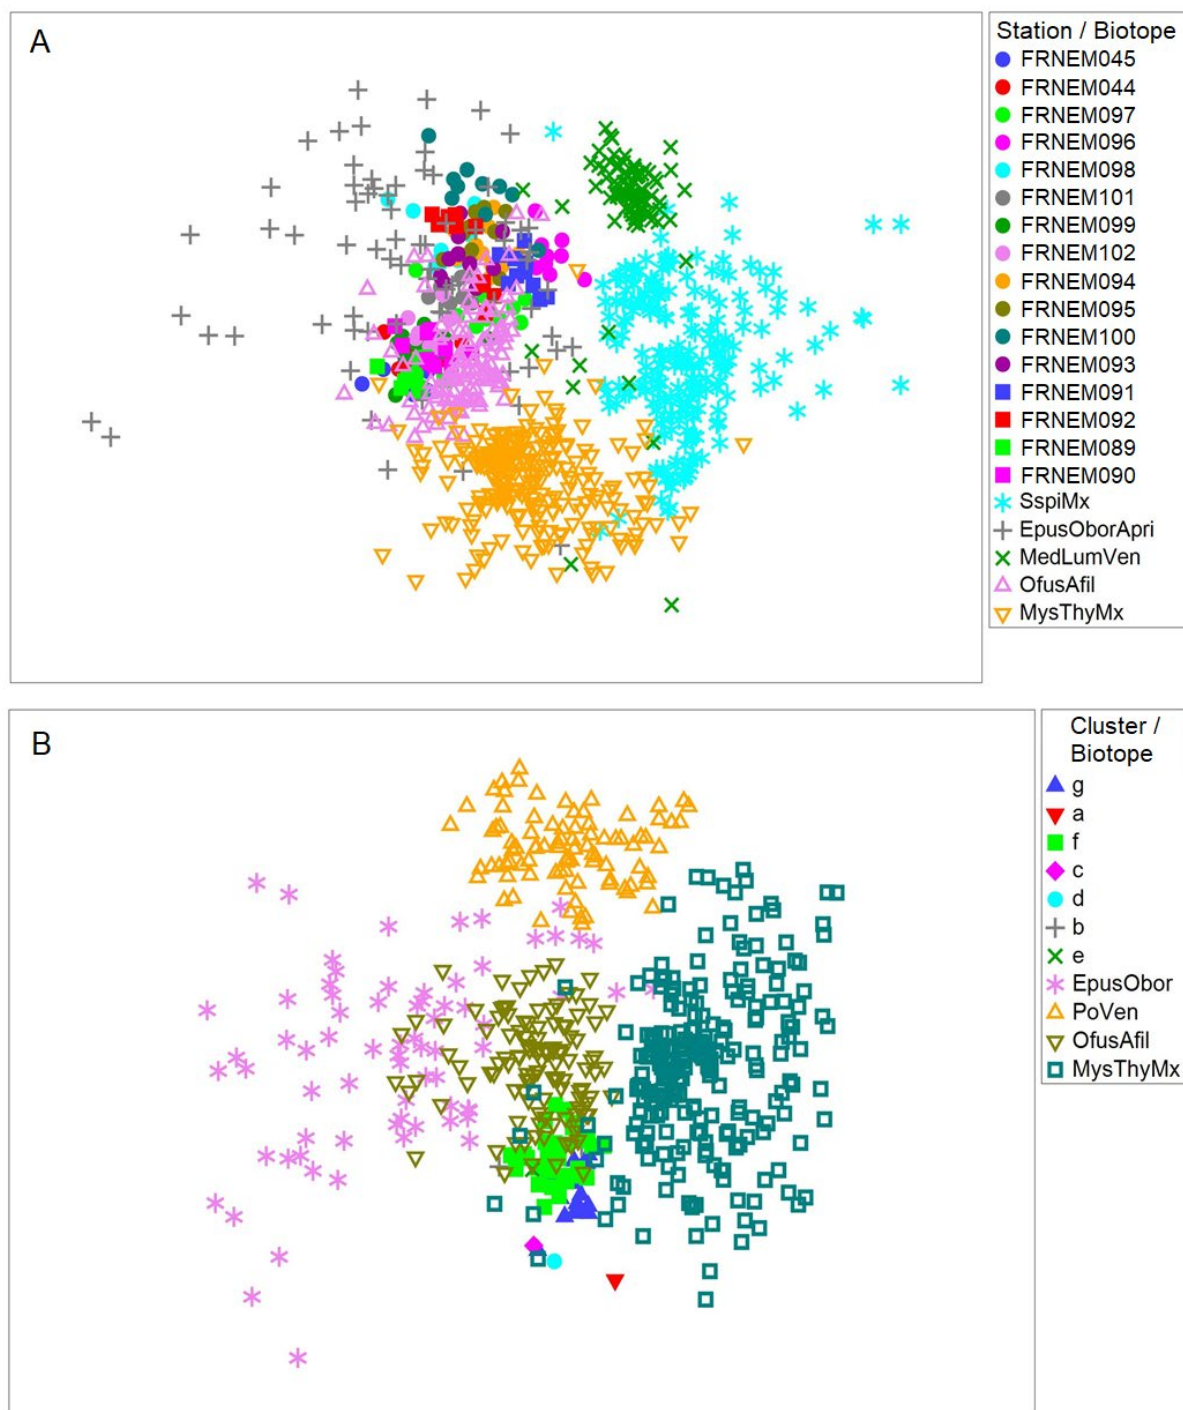 A
Station / Biotope
FRNEM045
FRNEM044
FRNEM097
FRNEM096
FRNEM098
FRNEM101
FRNEM099
FRNEM102
FRNEM094
FRNEM095
FRNEM100
FRNEM093
FRNEM091
FRNEM092
FRNEM089
FRNEM090
SspiMx
EpusOborApri
MedLumVen
OfusAfil
MysThyMx
B
Cluster /
Biotope
g
a
f
c
d
b
e
EpusObor
PoVen
OfusAfil
MysThyMx